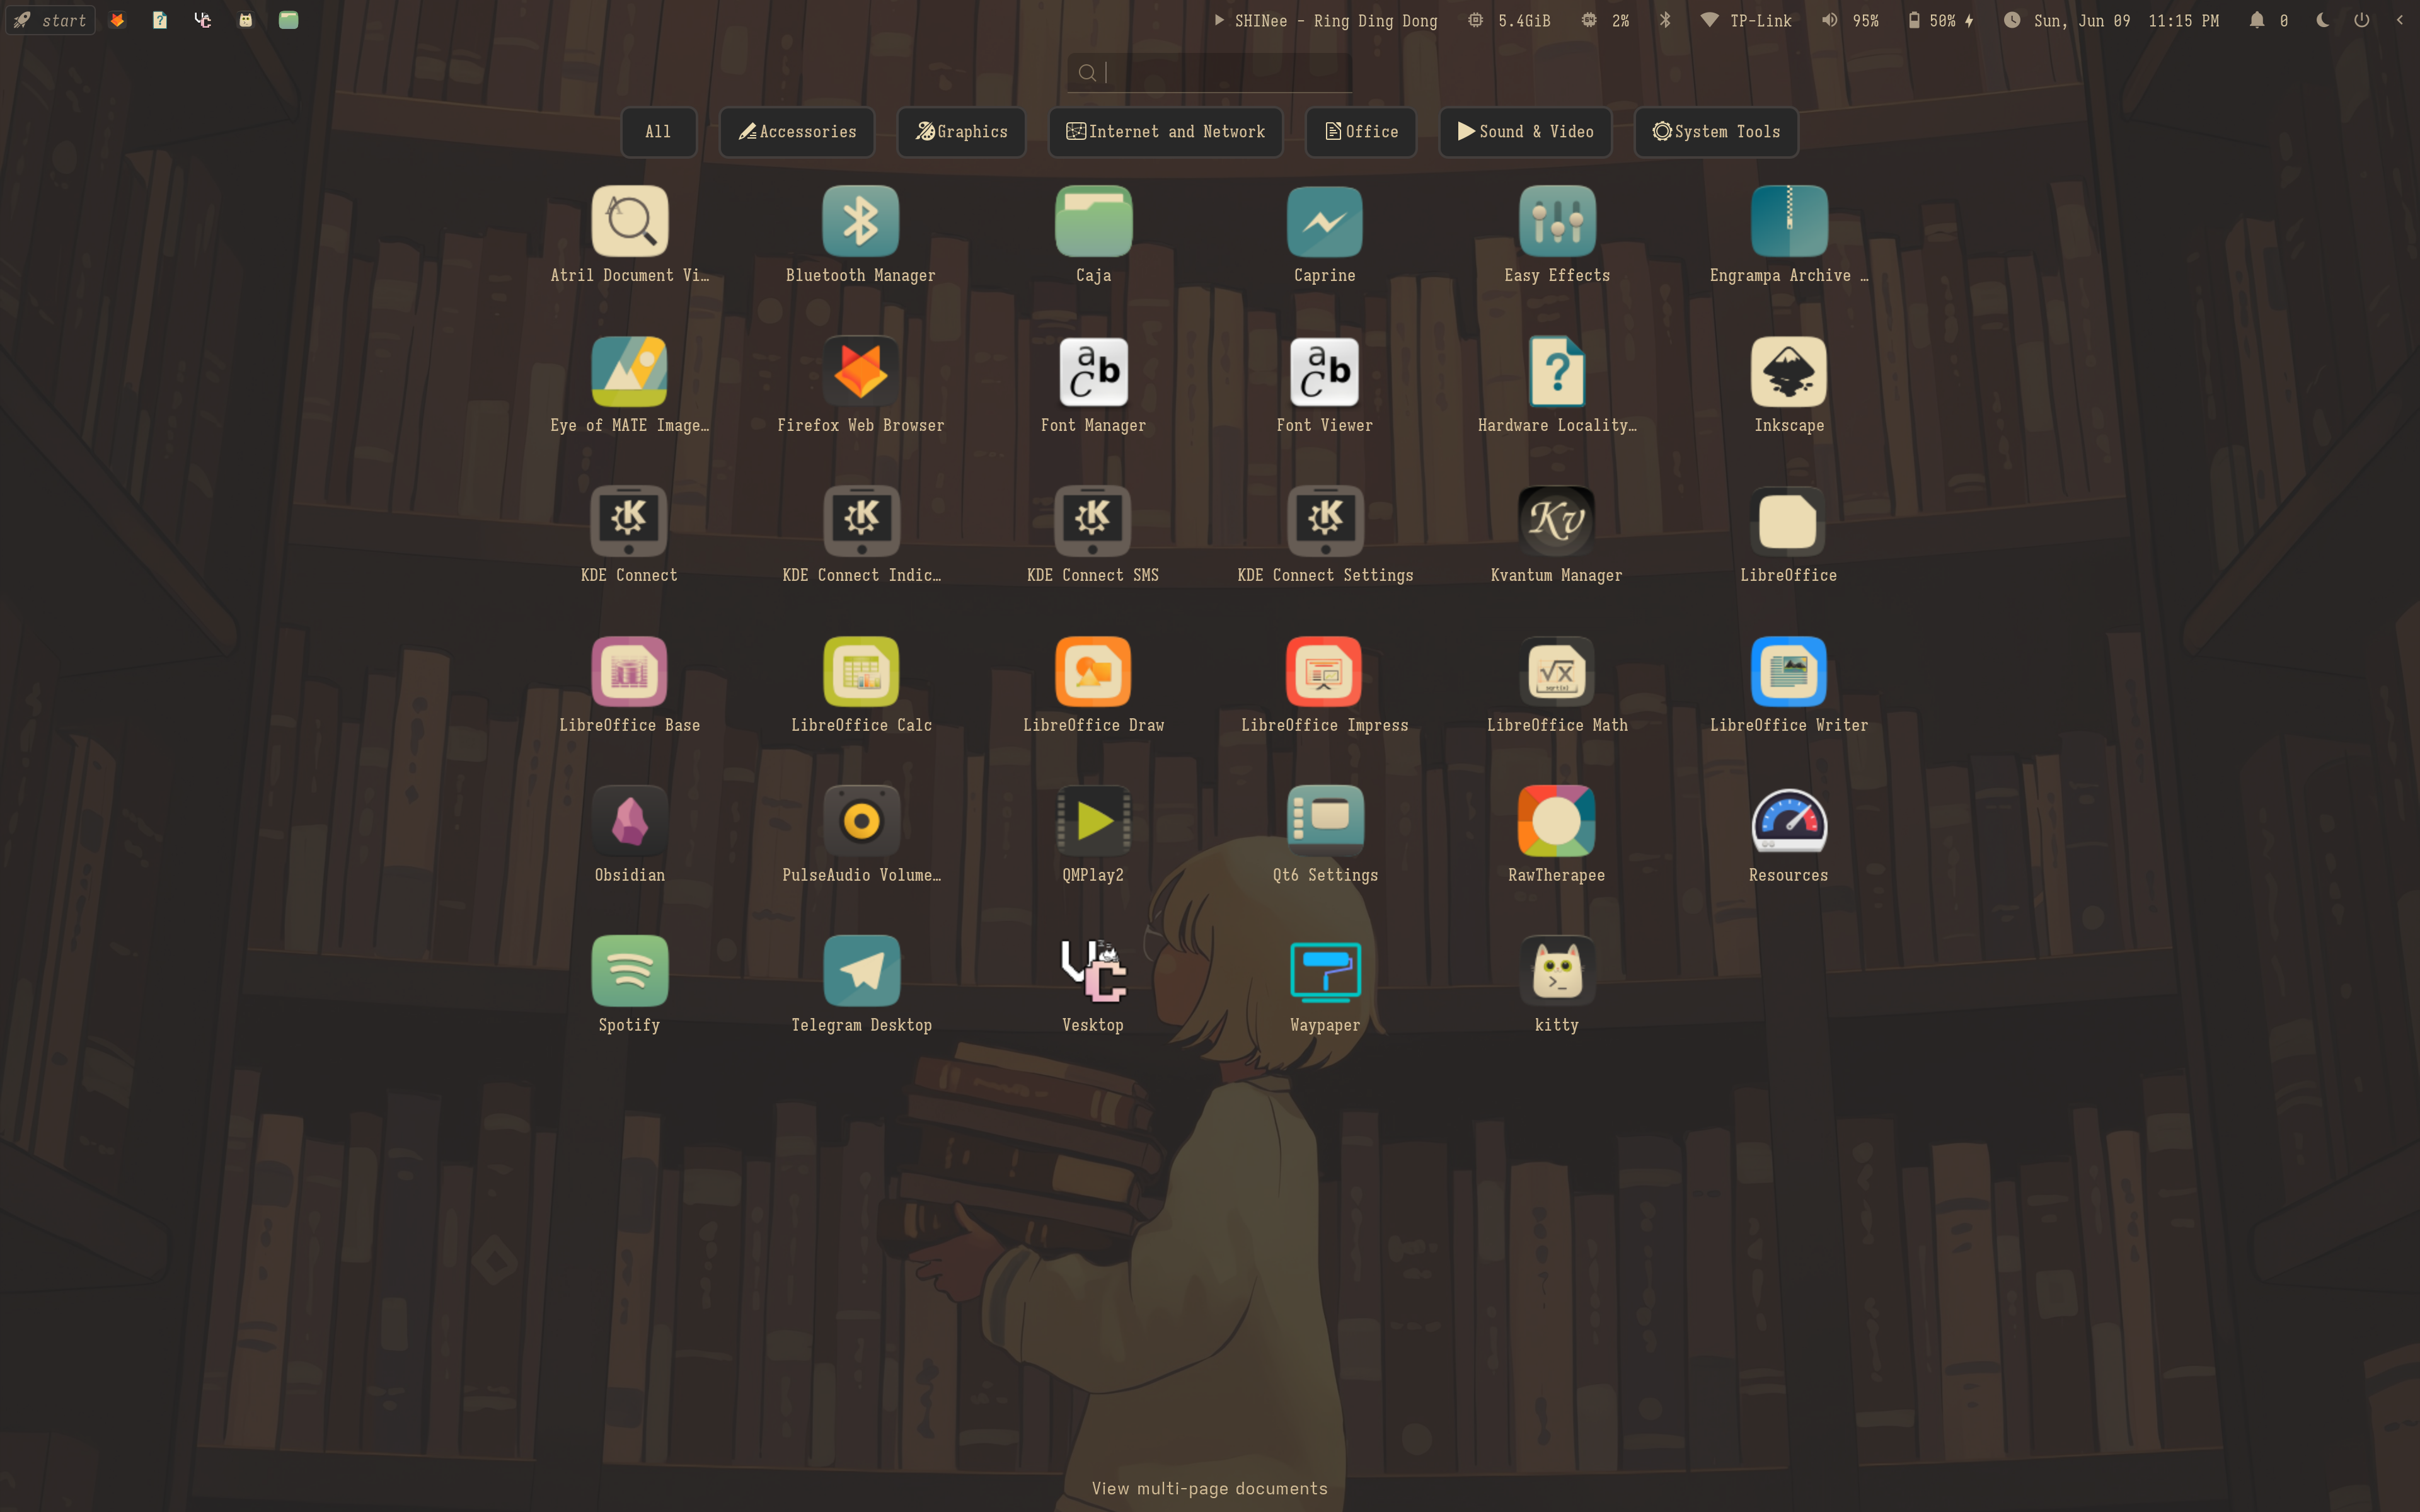 start SHINee - Ring Ding Dong 5.4GiB 2% TP-Link 95% 50% Sun, Jun 09 11:15 PM 0
All Accessories Graphics Internet and Network Office Sound & Video System Tools
Atril Document Vi… Bluetooth Manager Caja Caprine Easy Effects Engrampa Archive …
Eye of MATE Image… Firefox Web Browser Font Manager Font Viewer Hardware Locality… Inkscape
KDE Connect KDE Connect Indic… KDE Connect SMS KDE Connect Settings Kvantum Manager LibreOffice
LibreOffice Base LibreOffice Calc LibreOffice Draw LibreOffice Impress LibreOffice Math LibreOffice Writer
Obsidian PulseAudio Volume… QMPlay2 Qt6 Settings RawTherapee Resources
Spotify Telegram Desktop Vesktop Waypaper kitty
View multi-page documents